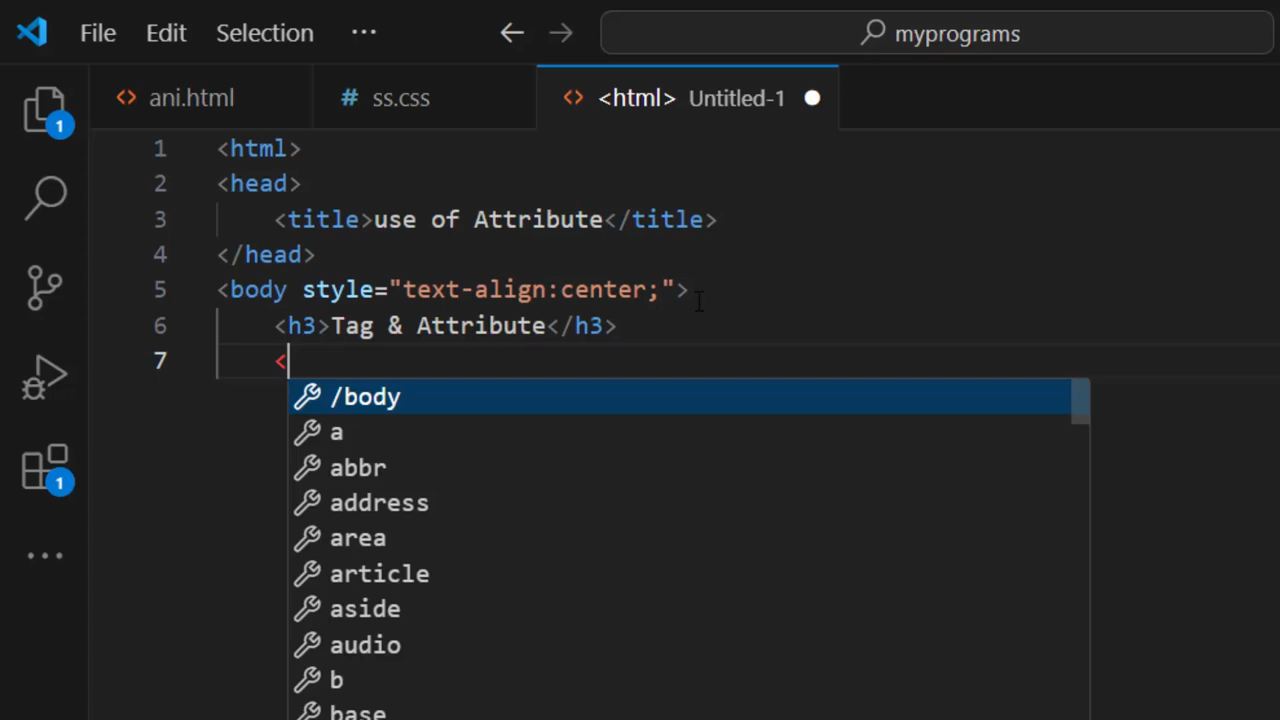 File Edit Selection ··· ← → myprograms
ani.html # ss.css <html> Untitled-1
1 <html>
2 <head>
3 <title>use of Attribute</title>
4 </head>
5 <body style="text-align:center;">
6 <h3>Tag & Attribute</h3>
7 <
/body
a
abbr
address
area
article
aside
audio
b
base
1
1